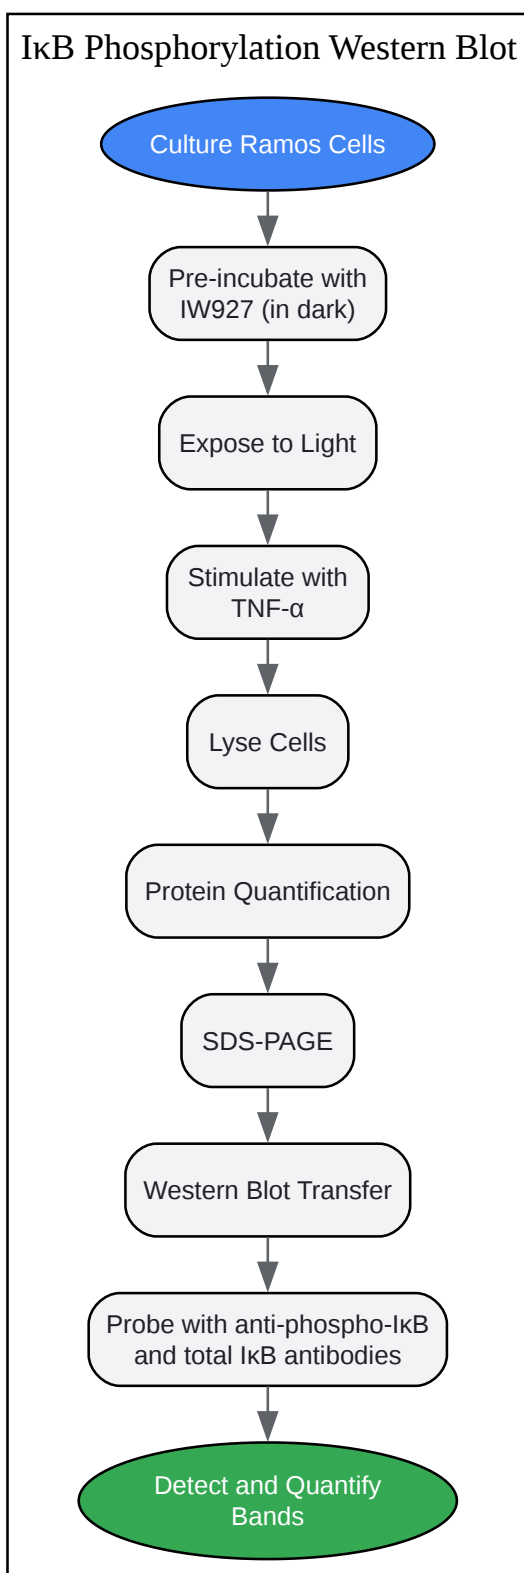 IκB Phosphorylation Western Blot
Culture Ramos Cells
Pre-incubate with
IW927 (in dark)
Expose to Light
Stimulate with
TNF-α
Lyse Cells
Protein Quantification
SDS-PAGE
Western Blot Transfer
Probe with anti-phospho-IκB
and total IκB antibodies
Detect and Quantify
Bands